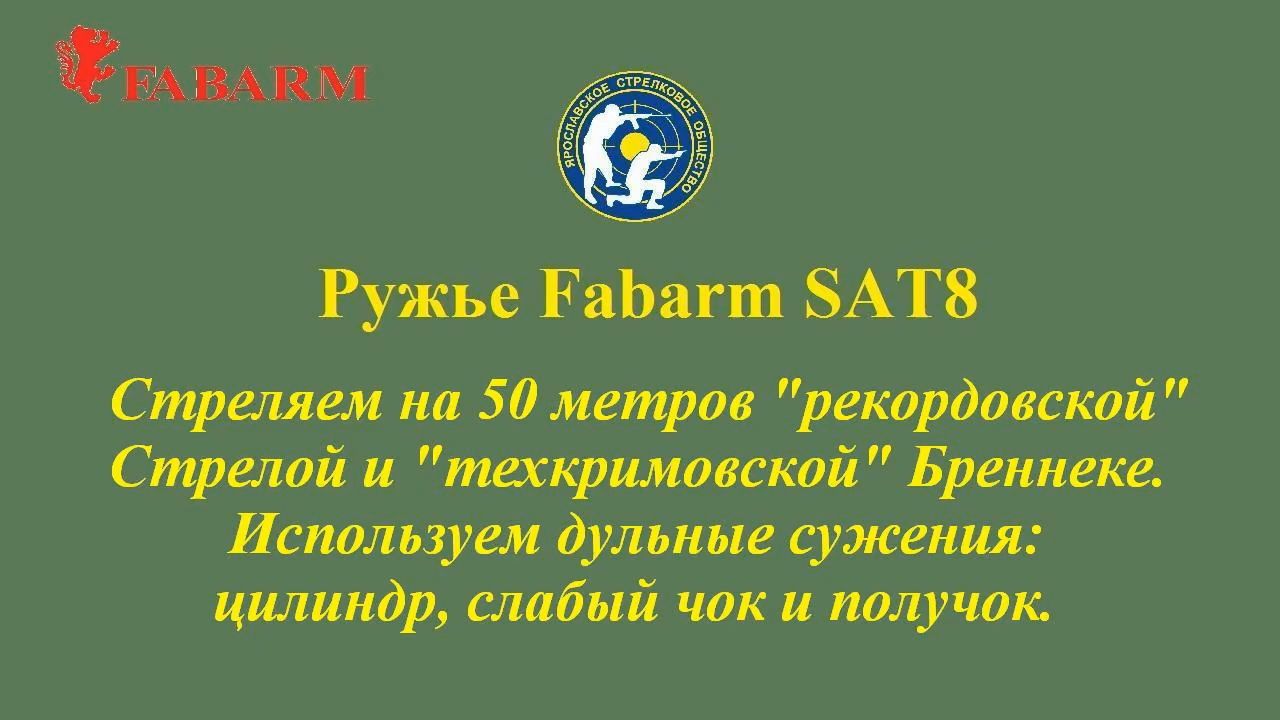 FABARM
ЯРОСЛАВСКОЕ СТРЕЛКОВОЕ ОБЩЕСТВО
Ружье Fabarm SAT8
Стреляем на 50 метров "рекордовской"
Стрелой и "техкримовской" Бреннеке.
Используем дульные сужения:
цилиндр, слабый чок и получок.